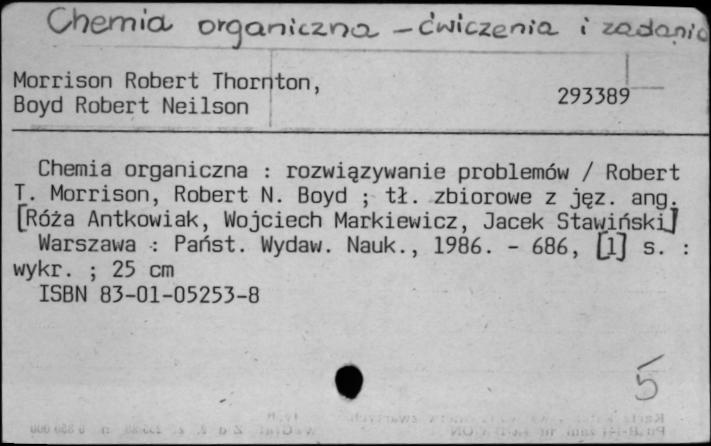 Chemia organiczna – ćwiczenia i zadania
Morrison Robert Thornton,
Boyd Robert Neilson 293389
Chemia organiczna : rozwiązywanie problemów / Robert
T. Morrison, Robert N. Boyd ; tł. zbiorowe z jęz. ang.
[Róża Antkowiak, Wojciech Markiewicz, Jacek Stawiński]
Warszawa : Państ. Wydaw. Nauk., 1986. - 686, [1] s. :
wykr. ; 25 cm
ISBN 83-01-05253-8
5